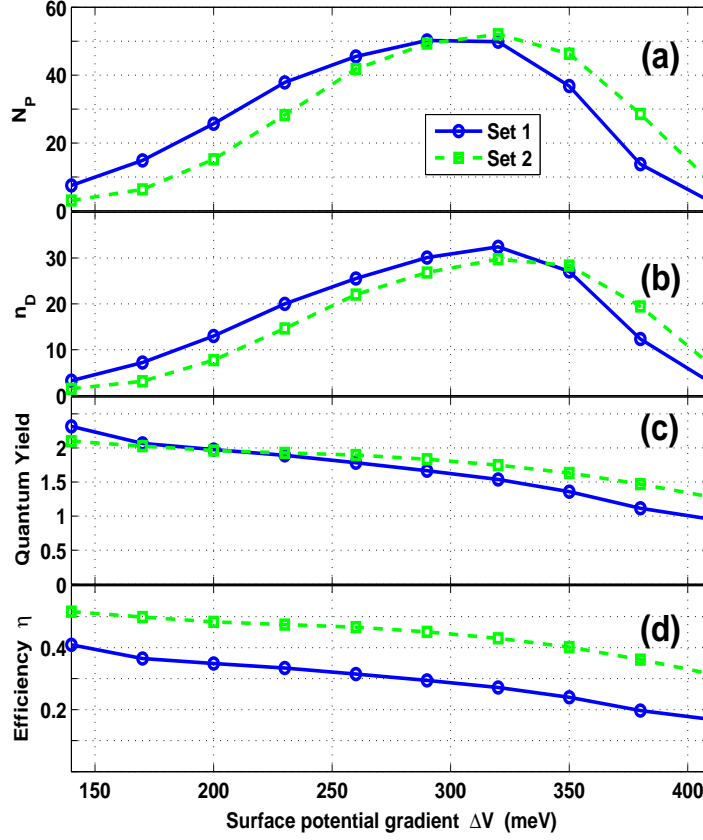 60
40
20
0
N_P
(a)
Set 1
Set 2
30
20
10
0
n_D
(b)
2
1.5
1
0.5
0
Quantum Yield
(c)
0.4
0.2
Efficiency η
(d)
150 200 250 300 350 400
Surface potential gradient ΔV (meV)